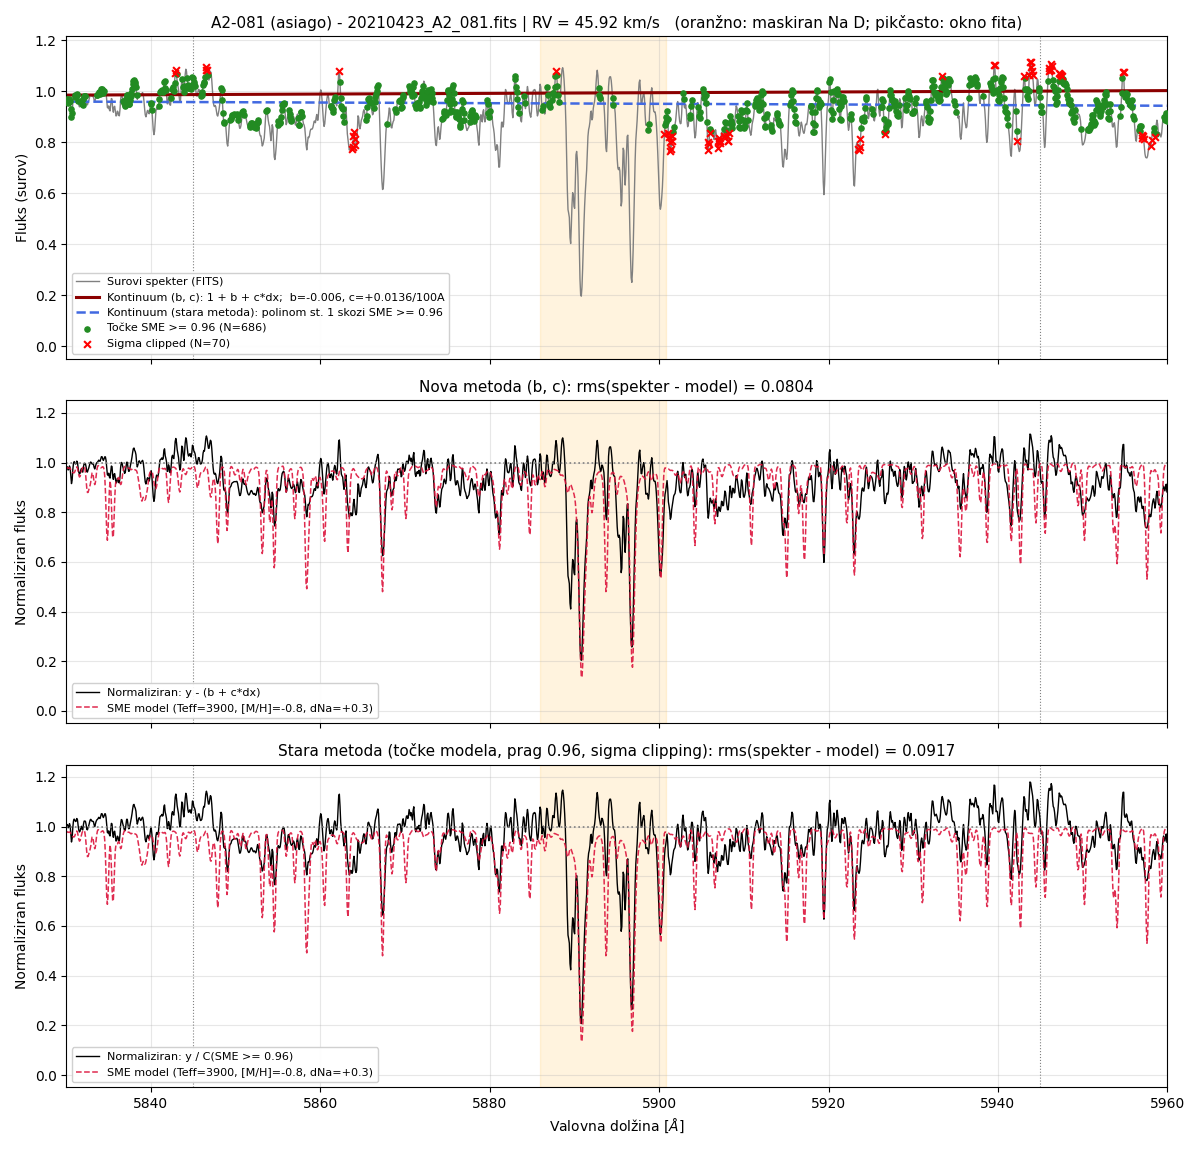 A2-081 (asiago) - 20210423_A2_081.fits | RV = 45.92 km/s   (oranžno: maskiran Na D; pikčasto: okno fita)
1.2
1.0
0.8
0.6
0.4
0.2
0.0
Fluks (surov)
Surovi spekter (FITS)
Kontinuum (b, c): 1 + b + c*dx;  b=-0.006, c=+0.0136/100A
Kontinuum (stara metoda): polinom st. 1 skozi SME >= 0.96
Točke SME >= 0.96 (N=686)
Sigma clipped (N=70)
Nova metoda (b, c): rms(spekter - model) = 0.0804
1.2
1.0
0.8
0.6
0.4
0.2
0.0
Normaliziran fluks
Normaliziran: y - (b + c*dx)
SME model (Teff=3900, [M/H]=-0.8, dNa=+0.3)
Stara metoda (točke modela, prag 0.96, sigma clipping): rms(spekter - model) = 0.0917
1.2
1.0
0.8
0.6
0.4
0.2
0.0
Normaliziran fluks
Normaliziran: y / C(SME >= 0.96)
SME model (Teff=3900, [M/H]=-0.8, dNa=+0.3)
5840 5860 5880 5900 5920 5940 5960
Valovna dolžina [Å]